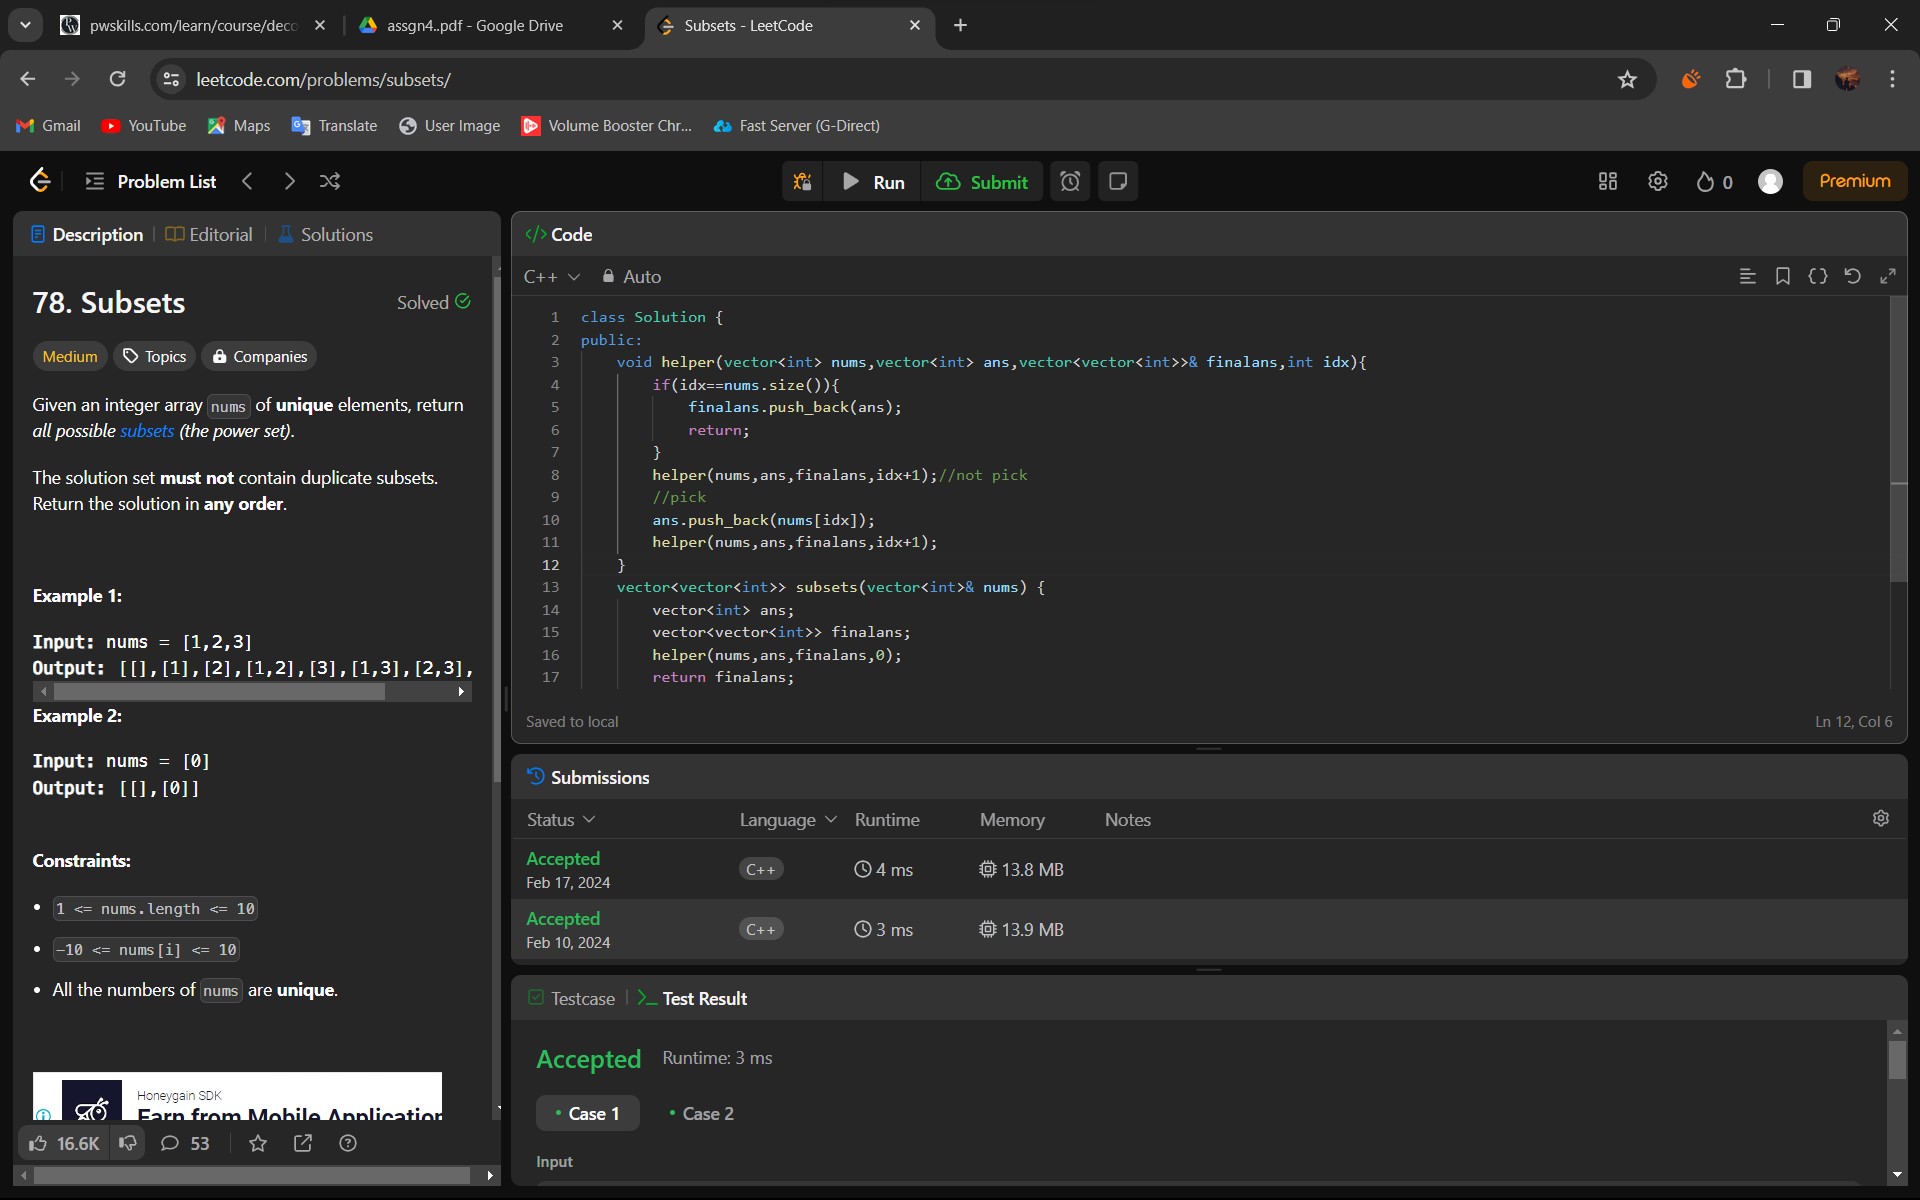 pwskills.com/learn/course/deco
assgn4..pdf - Google Drive
Subsets - LeetCode
leetcode.com/problems/subsets/
Gmail
YouTube
Maps
Translate
User Image
Volume Booster Chr...
Fast Server (G-Direct)
Problem List
Run
Submit
0
Premium
Description
Editorial
Solutions
78. Subsets
Solved
Medium
Topics
Companies
Given an integer array nums of unique elements, return
all possible subsets (the power set).
The solution set must not contain duplicate subsets.
Return the solution in any order.
Example 1:
Input: nums = [1,2,3]
Output: [[],[1],[2],[1,2],[3],[1,3],[2,3],
Example 2:
Input: nums = [0]
Output: [[],[0]]
Constraints:
• 1 <= nums.length <= 10
• -10 <= nums[i] <= 10
• All the numbers of nums are unique.
Honeygain SDK
Earn from Mobile Application
16.6K
53
</> Code
C++
Auto
1 class Solution {
2 public:
3 void helper(vector<int> nums,vector<int> ans,vector<vector<int>>& finalans,int idx){
4 if(idx==nums.size()){
5 finalans.push_back(ans);
6 return;
7 }
8 helper(nums,ans,finalans,idx+1);//not pick
9 //pick
10 ans.push_back(nums[idx]);
11 helper(nums,ans,finalans,idx+1);
12 }
13 vector<vector<int>> subsets(vector<int>& nums) {
14 vector<int> ans;
15 vector<vector<int>> finalans;
16 helper(nums,ans,finalans,0);
17 return finalans;
Saved to local
Ln 12, Col 6
Submissions
Status Language Runtime Memory Notes
Accepted
Feb 17, 2024
C++ 4 ms 13.8 MB
Accepted
Feb 10, 2024
C++ 3 ms 13.9 MB
Testcase
Test Result
Accepted Runtime: 3 ms
• Case 1
• Case 2
Input